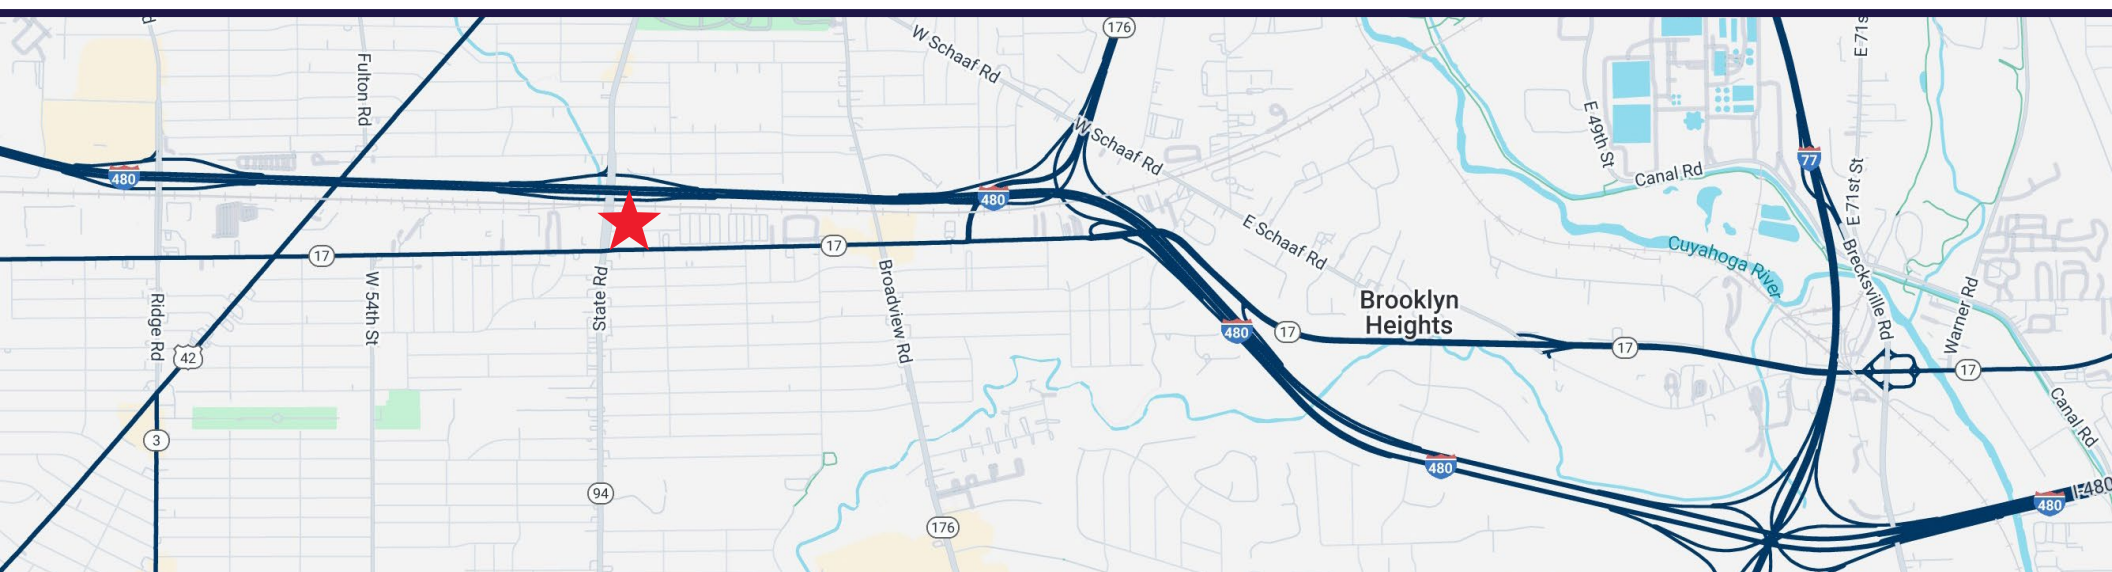 176
W Schaaf Rd
Fulton Rd
E 71s
W Schaaf Rd
E 49th St
77
480
Canal Rd
E 71st St
480
E Schaaf Rd
17
17
Cuyahoga River
Brecksville Rd
Ridge Rd
W 54th St
State Rd
Broadview Rd
Brooklyn
Heights
Warner Rd
480
17
17
42
17
Canal Rd
3
480
94
I-480
480
176